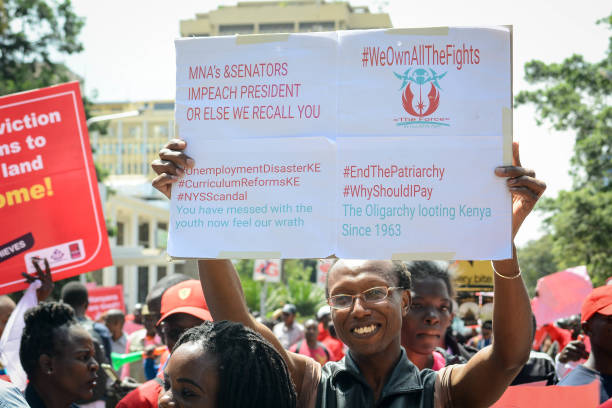 viction
ns to
land
ome!
HIEVES
MNA's &SENATORS
IMPEACH PRESIDENT
OR ELSE WE RECALL YOU
#WeOwnAllTheFights
"The Force"
#UnemploymentDisasterKE
#CurriculumReformsKE
#NYSScandal
You have messed with the
youth now feel our wrath
#EndThePatriarchy
#WhyShouldIPay
The Oligarchy looting Kenya
Since 1963